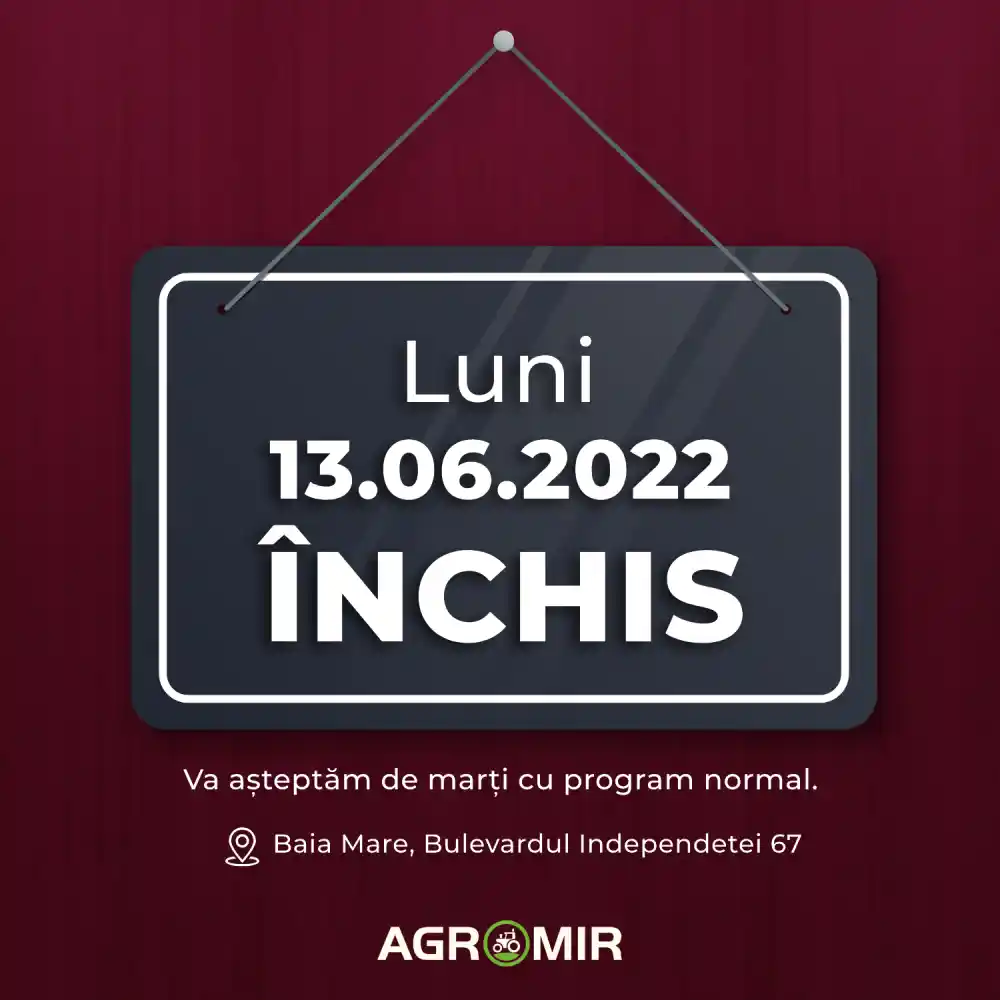 Luni
13.06.2022
ÎNCHIS
Va așteptăm de marți cu program normal.
Baia Mare, Bulevardul Independetei 67
AGROMIR